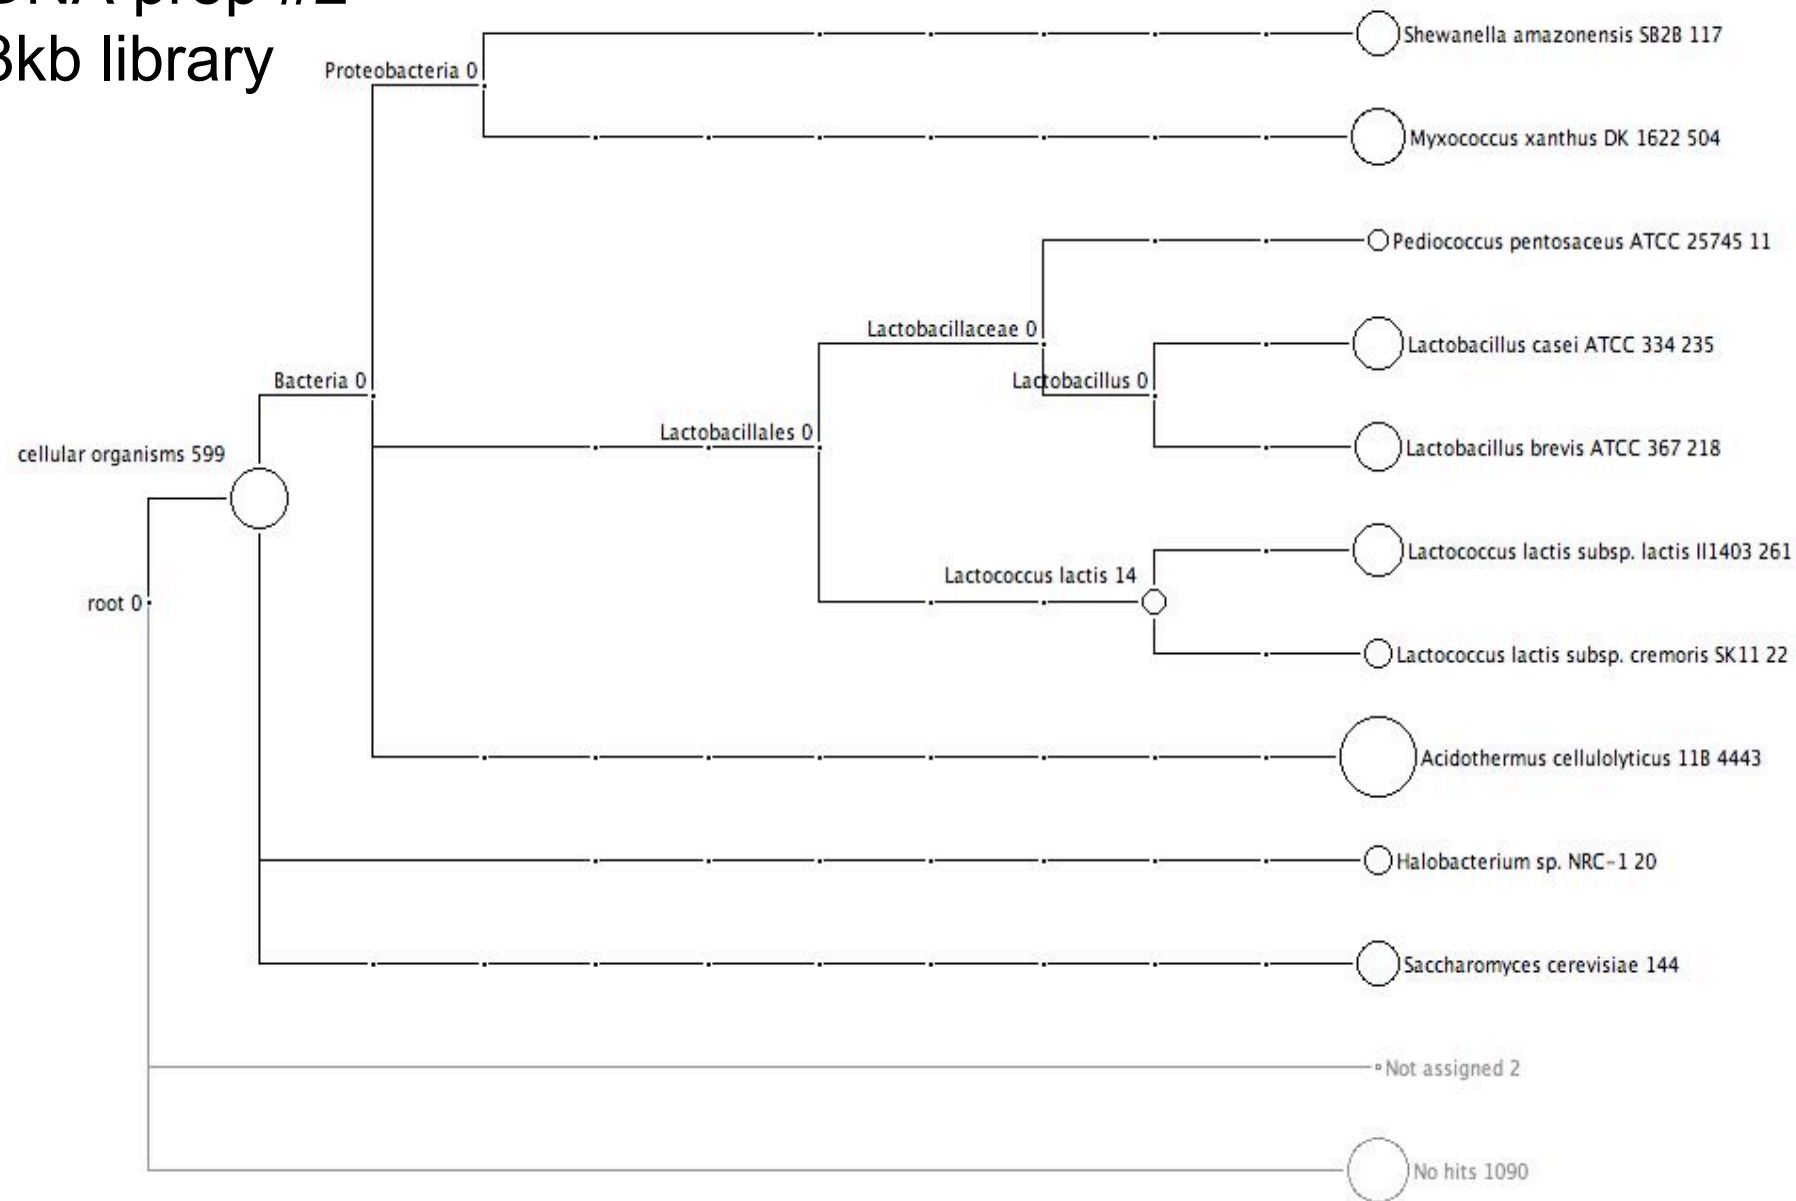 DNA prep #2
3kb library
Shewanella amazonensis SB2B 117
Proteobacteria 0
Myxococcus xanthus DK 1622 504
Pediococcus pentosaceus ATCC 25745 11
Lactobacillaceae 0
Lactobacillus casei ATCC 334 235
Bacteria 0
Lactobacillus 0
Lactobacillales 0
Lactobacillus brevis ATCC 367 218
cellular organisms 599
Lactococcus lactis subsp. lactis Il1403 261
Lactococcus lactis 14
root 0
Lactococcus lactis subsp. cremoris SK11 22
Acidothermus cellulolyticus 11B 4443
Halobacterium sp. NRC-1 20
Saccharomyces cerevisiae 144
Not assigned 2
No hits 1090